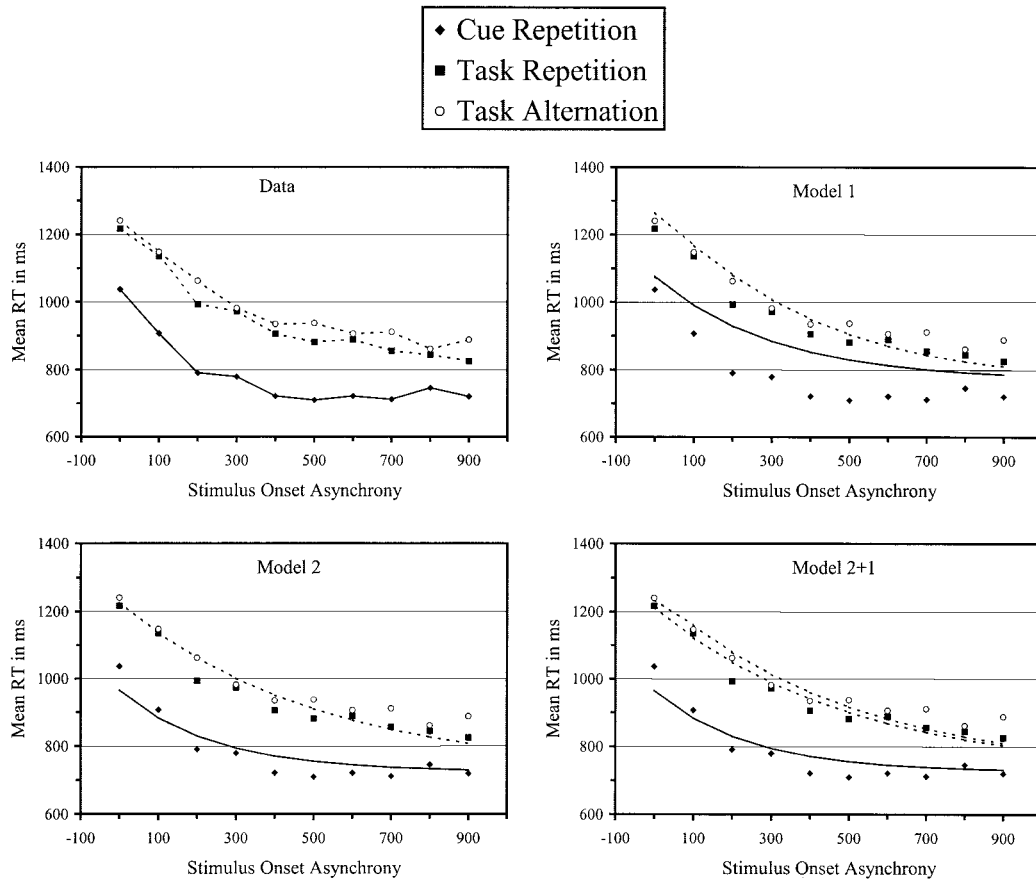 Cue Repetition
Task Repetition
Task Alternation
Data
Mean RT in ms
1400
1200
1000
800
600
-100 100 300 500 700 900
Stimulus Onset Asynchrony
Model 1
Mean RT in ms
1400
1200
1000
800
600
-100 100 300 500 700 900
Stimulus Onset Asynchrony
Model 2
Mean RT in ms
1400
1200
1000
800
600
-100 100 300 500 700 900
Stimulus Onset Asynchrony
Model 2+1
Mean RT in ms
1400
1200
1000
800
600
-100 100 300 500 700 900
Stimulus Onset Asynchrony